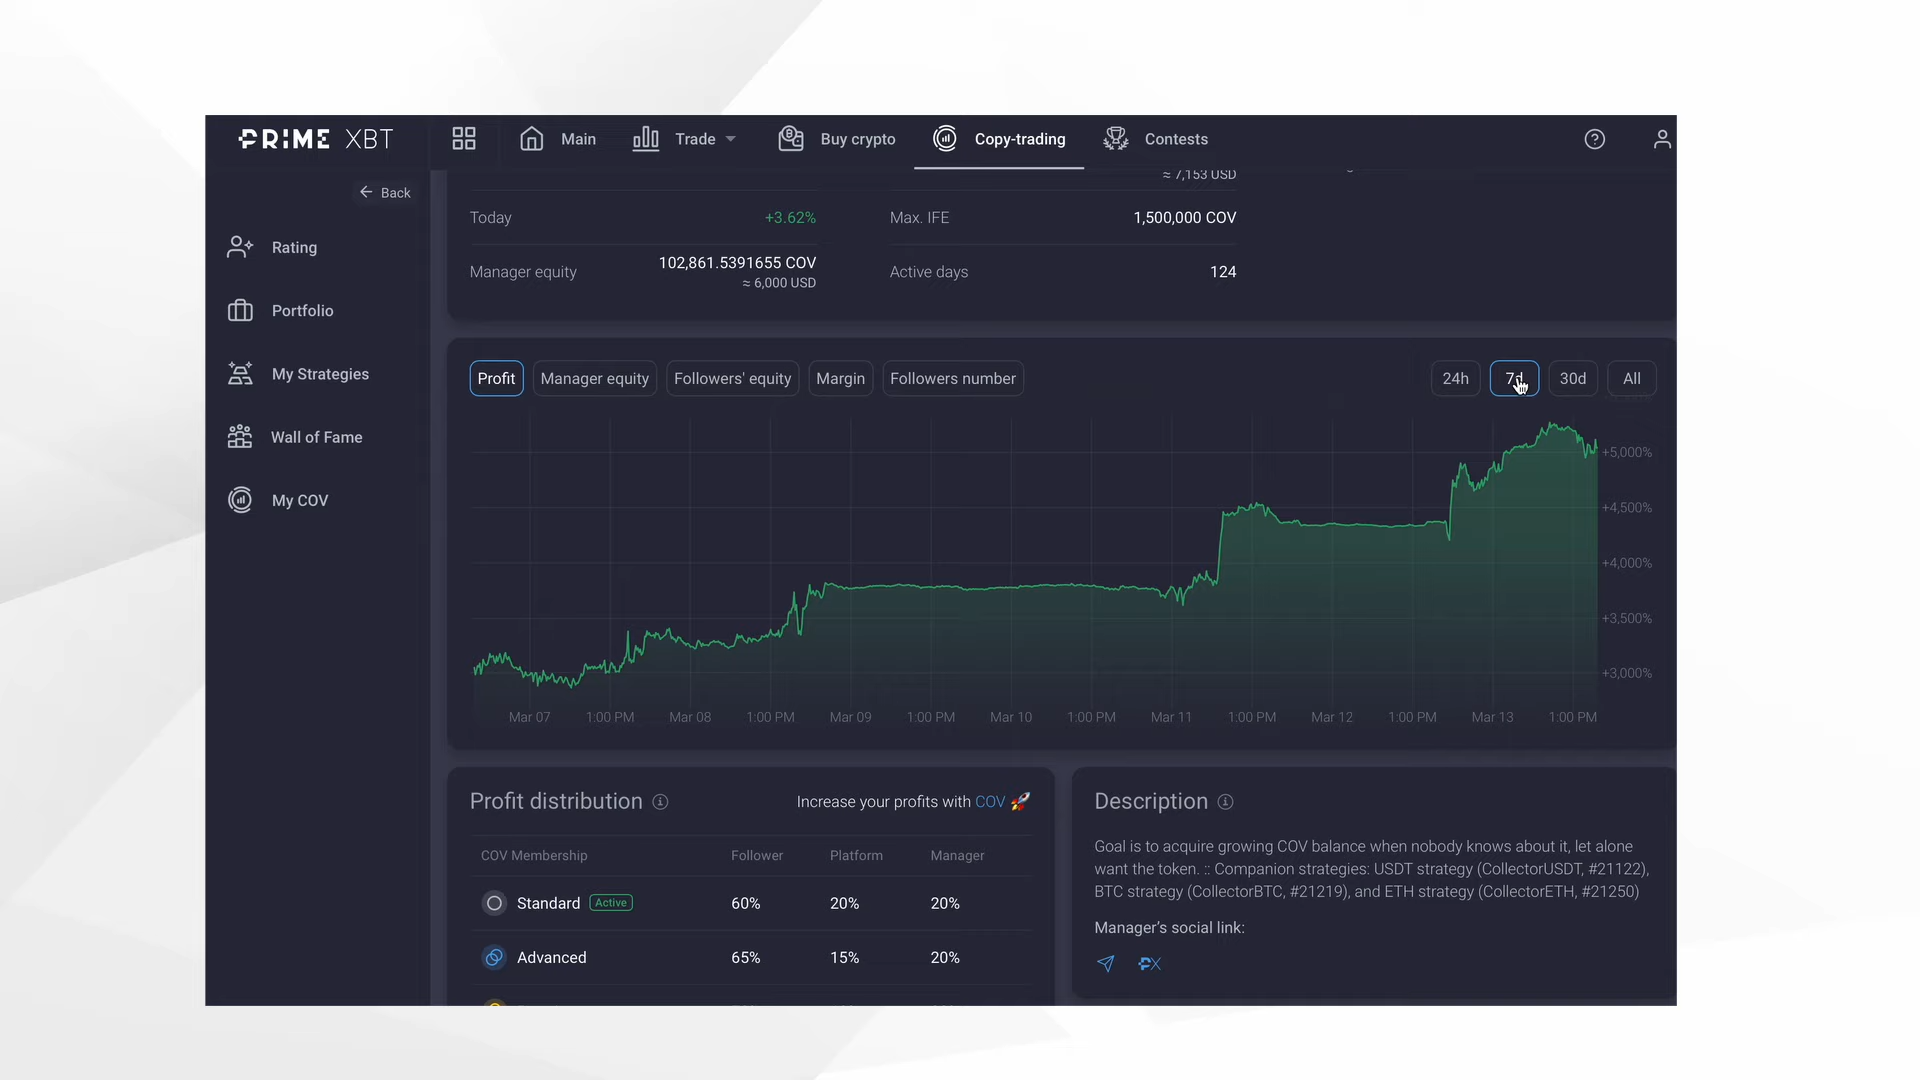 PRIME XBT
Main
Trade
Buy crypto
Copy-trading
Contests
Back
Rating
Portfolio
My Strategies
Wall of Fame
My COV
≈ 7,153 USD
Today +3.62%
Max. IFE 1,500,000 COV
Manager equity 102,861.5391655 COV
≈ 6,000 USD
Active days 124
Profit Manager equity Followers' equity Margin Followers number
24h 7d 30d All
+5,000%
+4,500%
+4,000%
+3,500%
+3,000%
Mar 07 1:00 PM Mar 08 1:00 PM Mar 09 1:00 PM Mar 10 1:00 PM Mar 11 1:00 PM Mar 12 1:00 PM Mar 13 1:00 PM
Profit distribution
Increase your profits with COV 🚀
COV Membership Follower Platform Manager
Standard Active 60% 20% 20%
Advanced 65% 15% 20%
Description
Goal is to acquire growing COV balance when nobody knows about it, let alone
want the token. :: Companion strategies: USDT strategy (CollectorUSDT, #21122),
BTC strategy (CollectorBTC, #21219), and ETH strategy (CollectorETH, #21250)
Manager's social link: